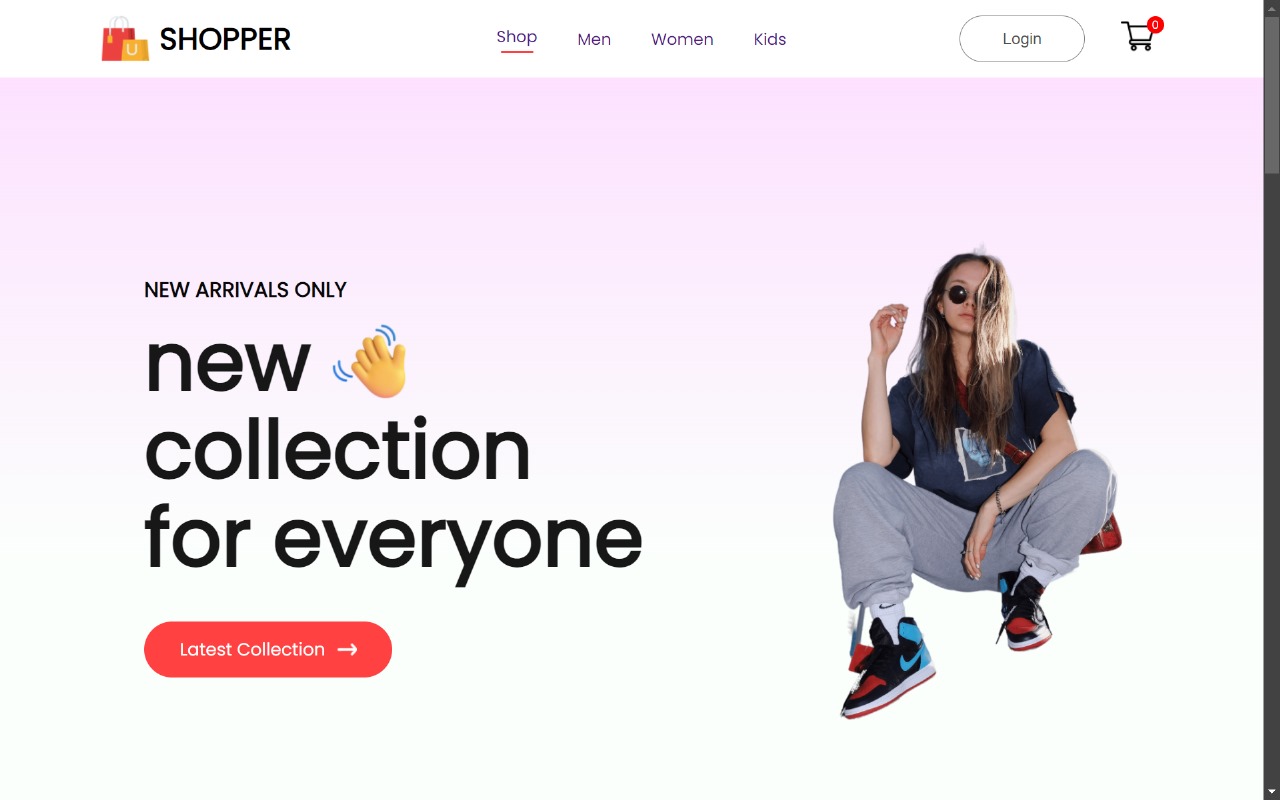 SHOPPER
Shop
Men
Women
Kids
Login
0
NEW ARRIVALS ONLY
new 👋
collection
for everyone
Latest Collection →